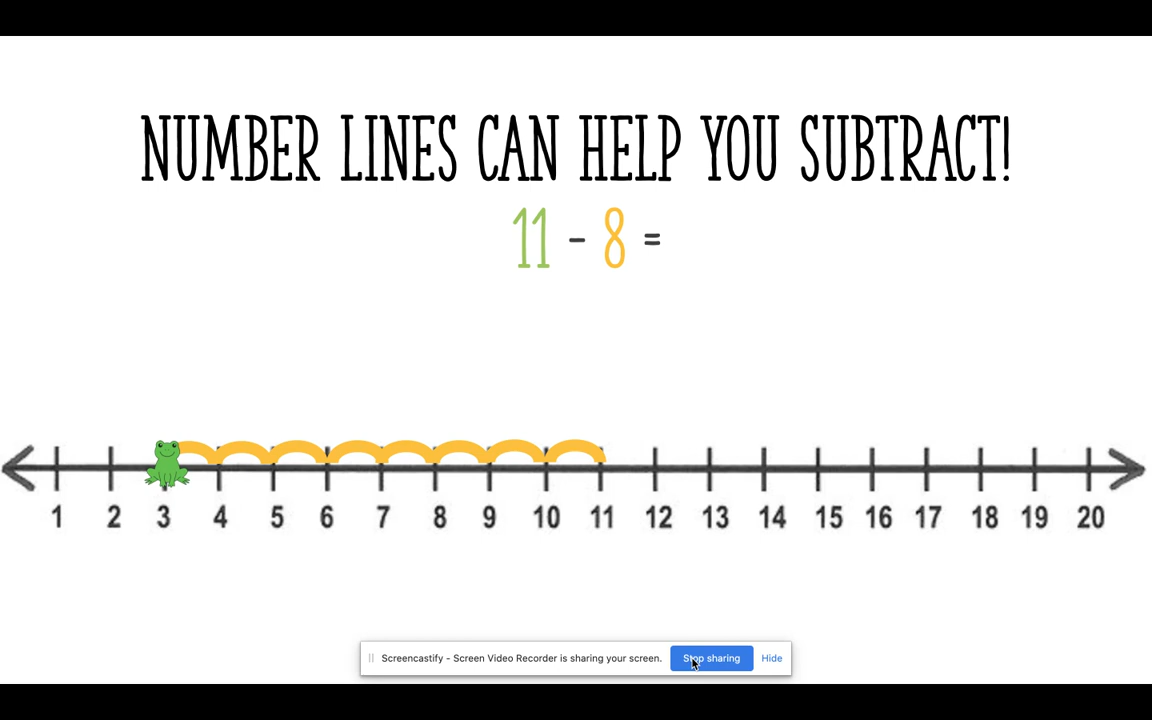 NUMBER LINES CAN HELP YOU SUBTRACT!
11 - 8 =
1 2 3 4 5 6 7 8 9 10 11 12 13 14 15 16 17 18 19 20
Screencastify - Screen Video Recorder is sharing your screen. Stop sharing Hide